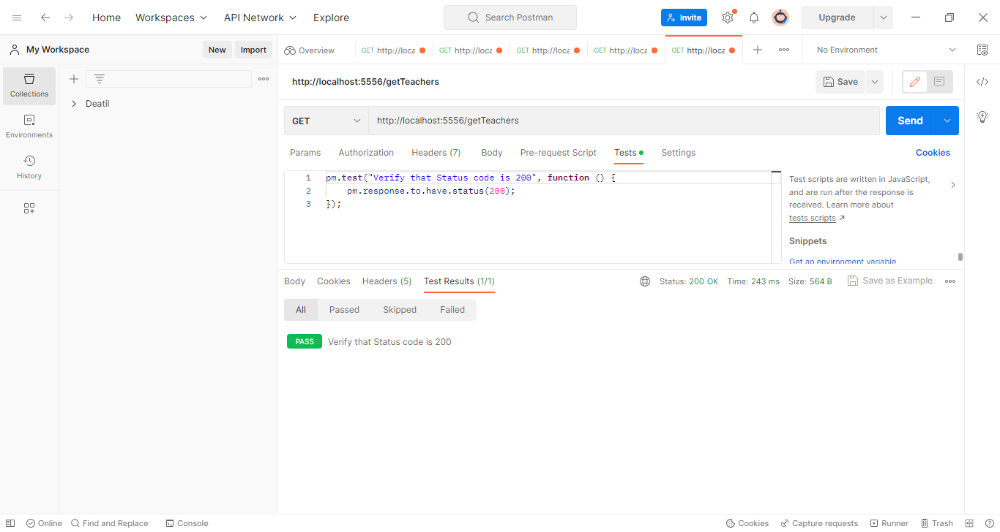 Home Workspaces API Network Explore Search Postman Invite Upgrade
My Workspace New Import Overview GET http://loca GET http://loca GET http://loca GET http://loca GET http://loca No Environment
Collections
Environments
History
Deatil
http://localhost:5556/getTeachers Save
GET http://localhost:5556/getTeachers Send
Params Authorization Headers (7) Body Pre-request Script Tests Settings Cookies
1 pm.test("Verify that Status code is 200", function () {
2 pm.response.to.have.status(200);
3 });
Test scripts are written in JavaScript,
and are run after the response is
received. Learn more about
tests scripts ↗
Snippets
Get an environment variable
Body Cookies Headers (5) Test Results (1/1) Status: 200 OK Time: 243 ms Size: 564 B Save as Example
All Passed Skipped Failed
PASS Verify that Status code is 200
Online Find and Replace Console Cookies Capture requests Runner Trash